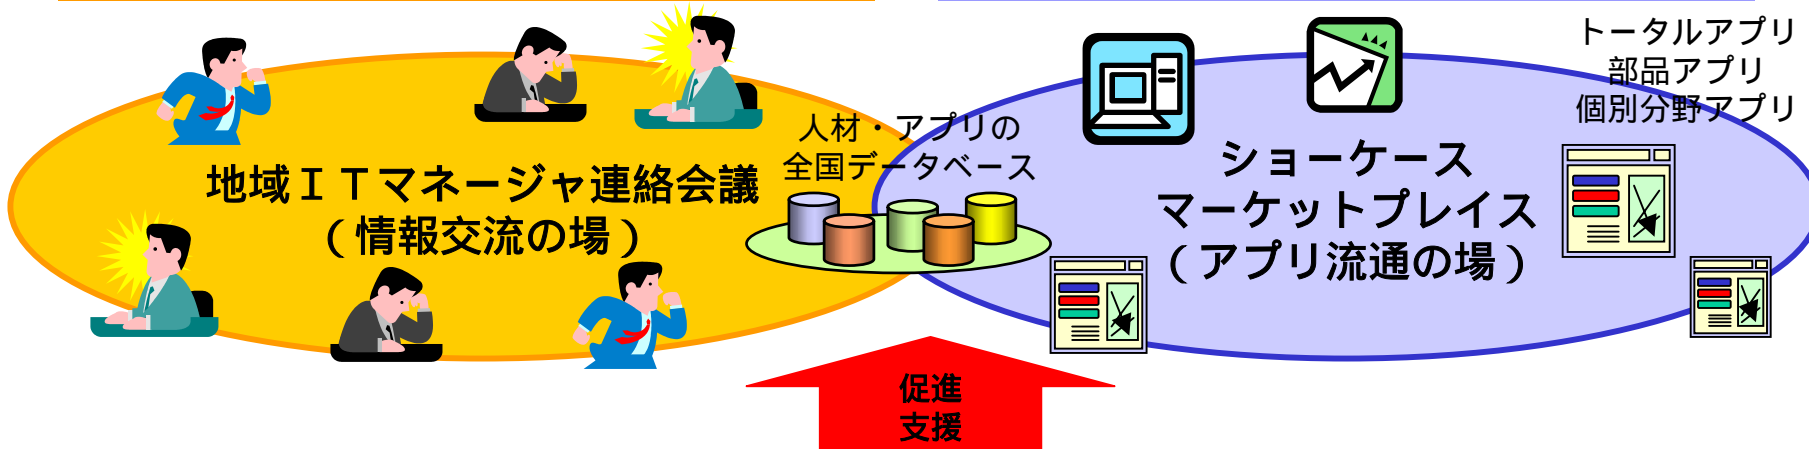 トータルアプリ
部品アプリ
個別分野アプリ
人材・アプリの
全国データベース
地域ＩＴマネージャ連絡会議
（情報交流の場）
ショーケース
マーケットプレイス
（アプリ流通の場）
促進
支援